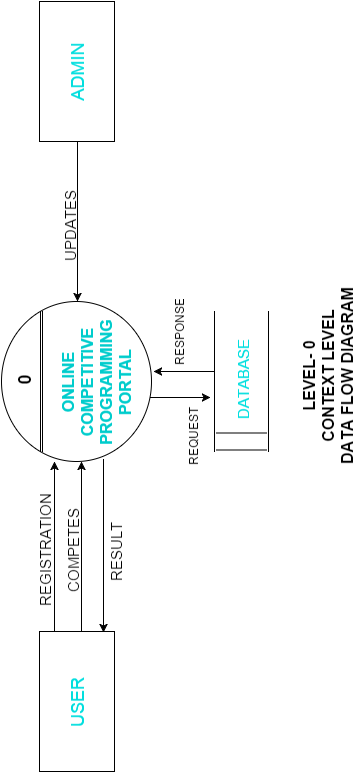 USER
REGISTRATION
COMPETES
RESULT
0
ONLINE
COMPETITIVE
PROGRAMMING
PORTAL
UPDATES
ADMIN
RESPONSE
REQUEST
DATABASE
LEVEL- 0
CONTEXT LEVEL
DATA FLOW DIAGRAM